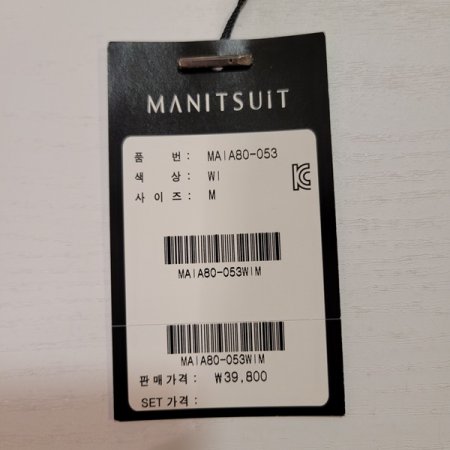 MANITSUIT
품 번 : MAIA80-053
색 상 : WI
사 이 즈 : M
KC
MAIA80-053WIM
MAIA80-053WIM
판매가격 : ₩39,800
SET 가격 :